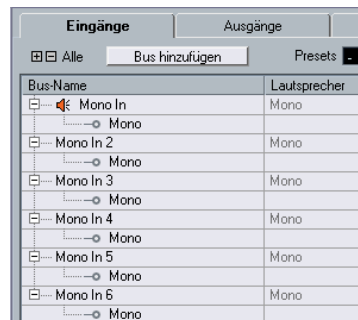 Eingänge Ausgänge
Alle Bus hinzufügen Presets
Bus-Name Lautsprecher
Mono In Mono
Mono
Mono In 2 Mono
Mono
Mono In 3 Mono
Mono
Mono In 4 Mono
Mono
Mono In 5 Mono
Mono
Mono In 6 Mono
Mono